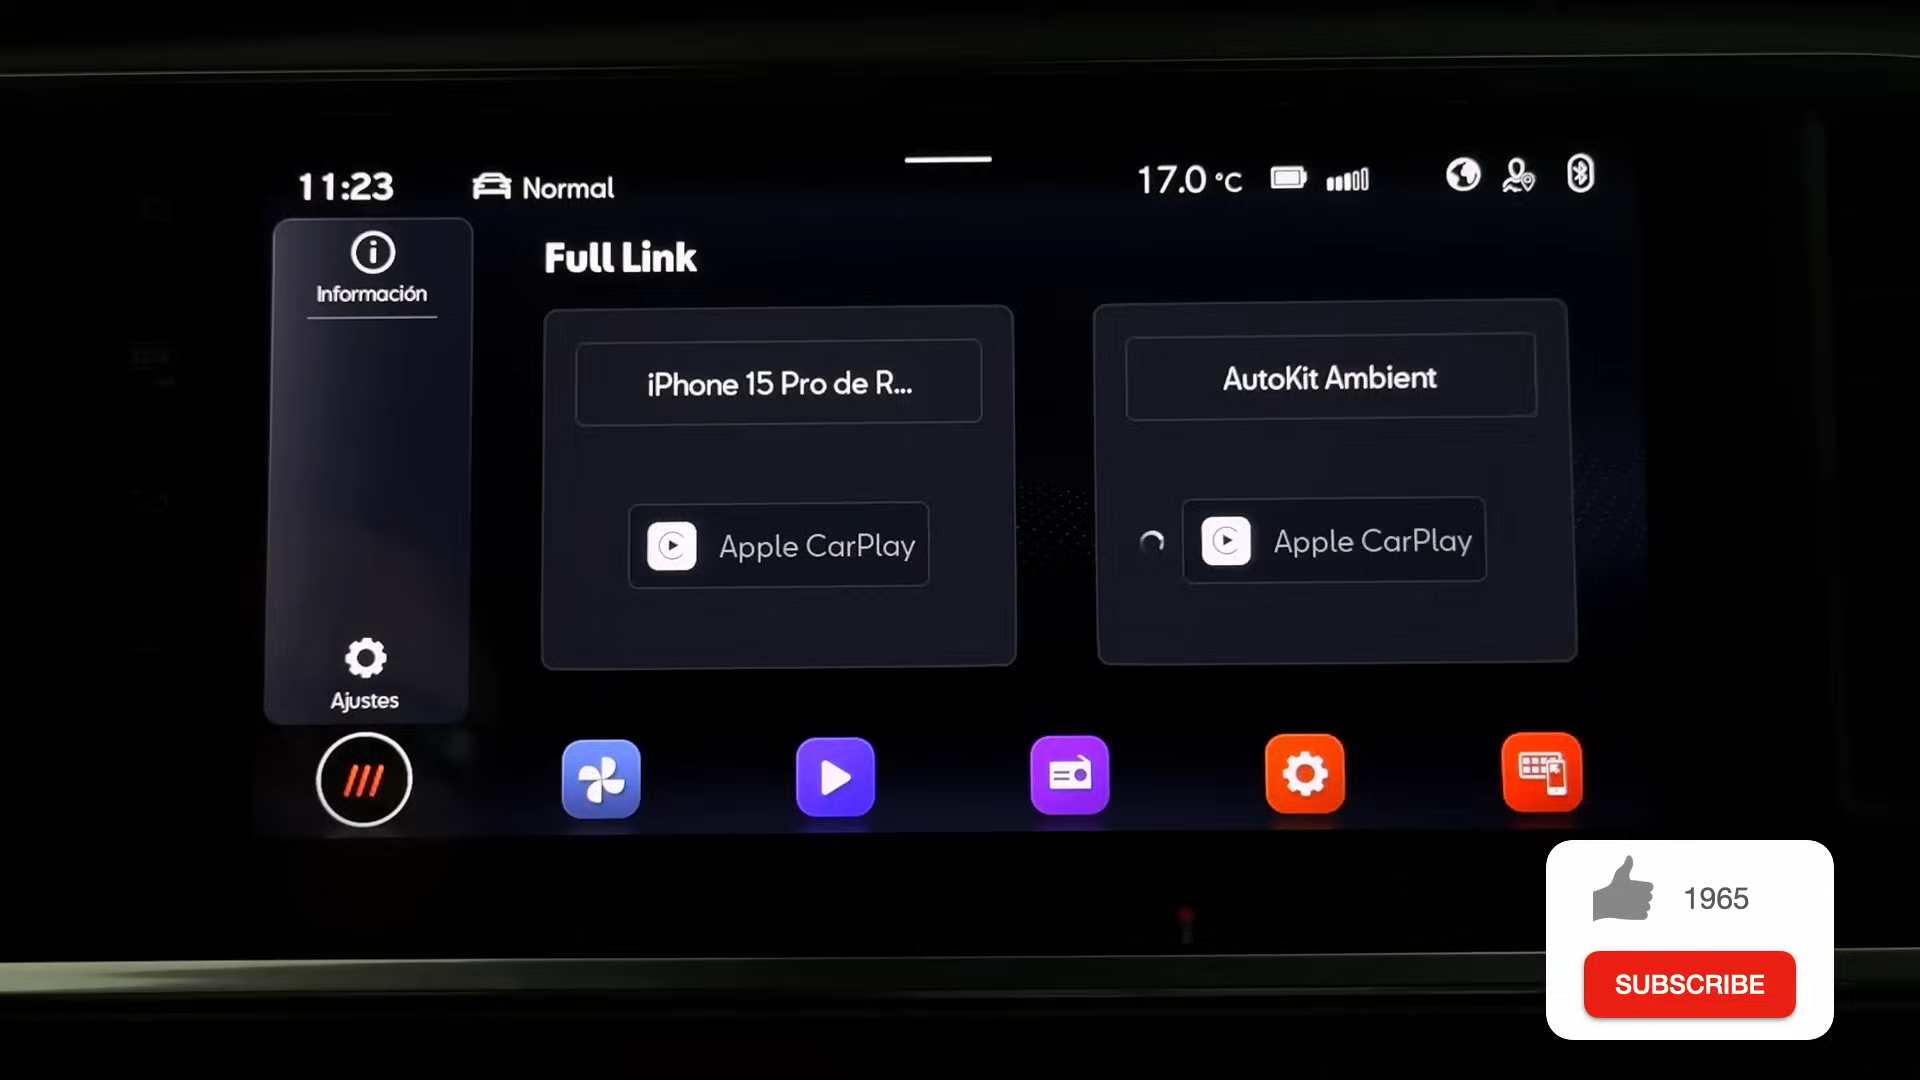 11:23
Normal
17.0 °C
Información
Full Link
iPhone 15 Pro de R...
AutoKit Ambient
Apple CarPlay
Apple CarPlay
Ajustes
1965
SUBSCRIBE